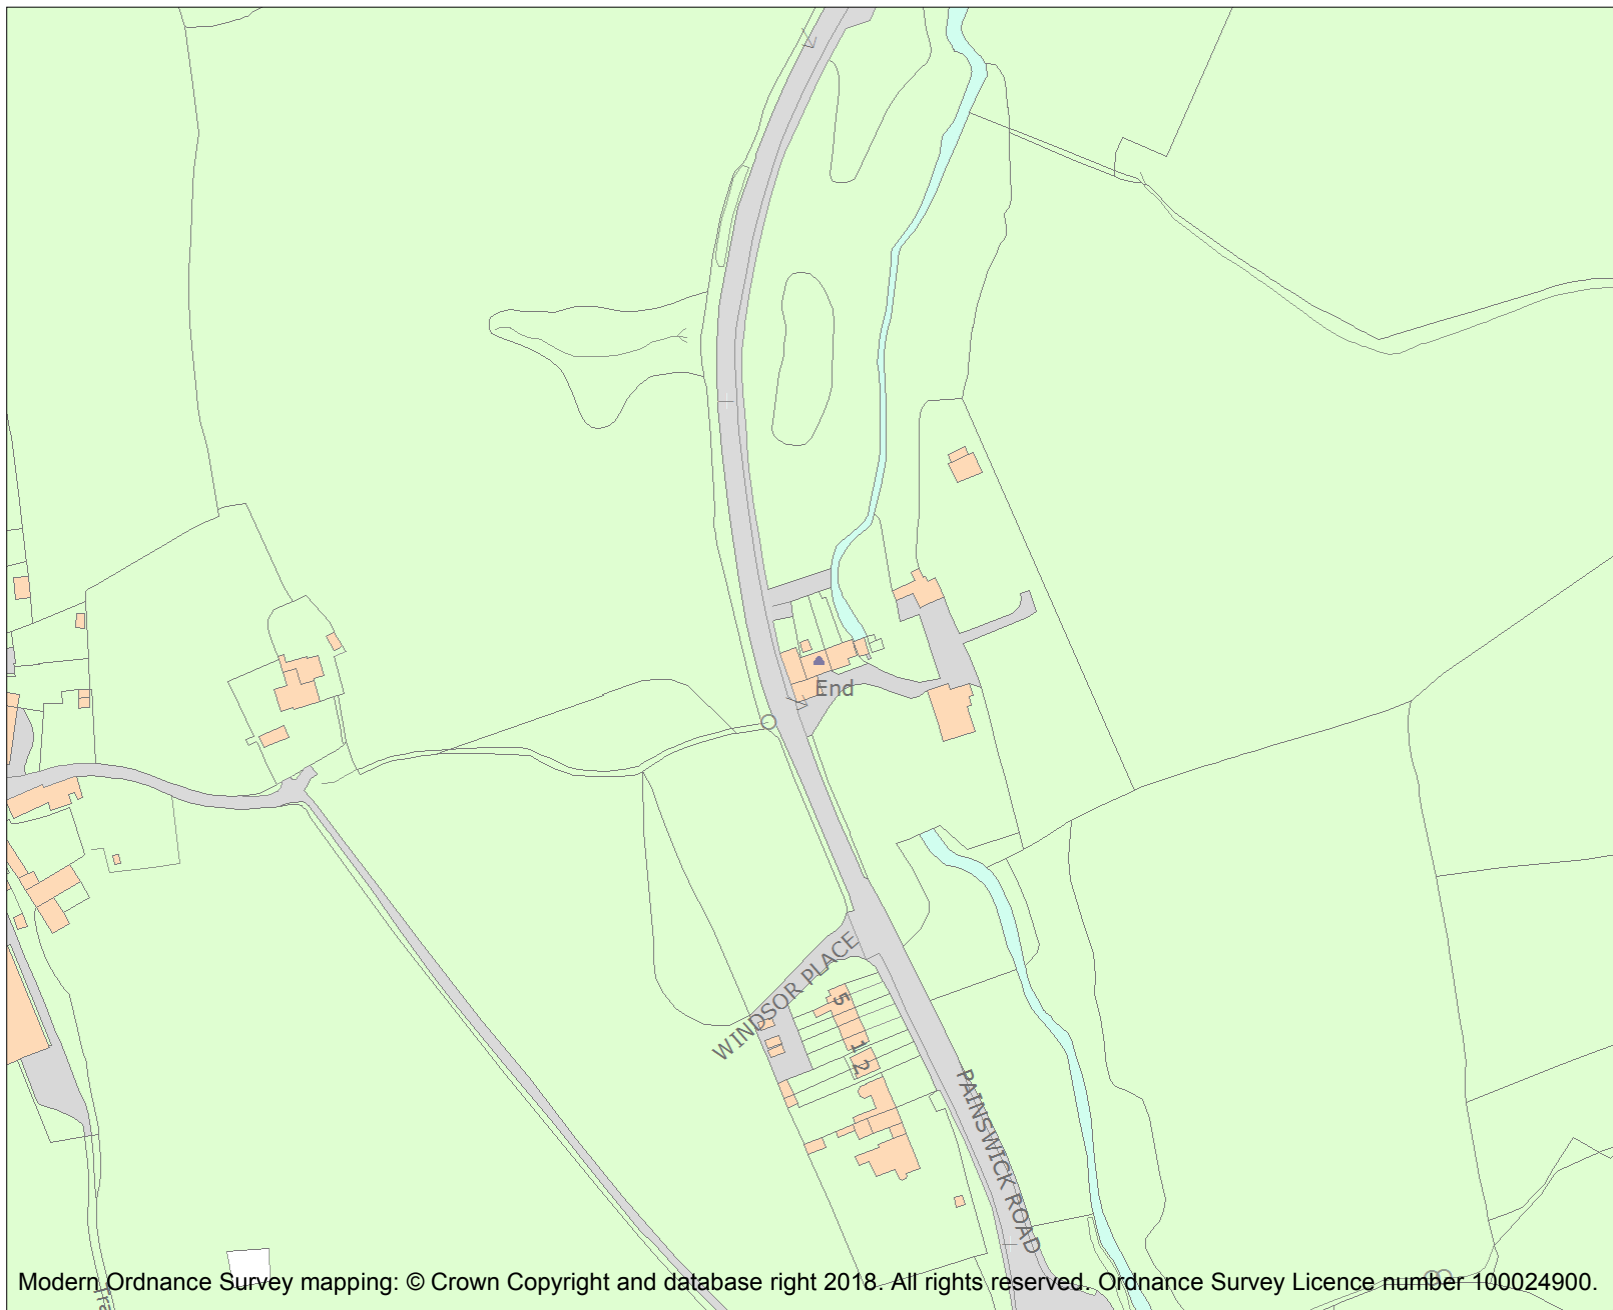 End
WINDSOR PLACE
5
1 2
PAINSWICK ROAD
Tra
Modern Ordnance Survey mapping: © Crown Copyright and database right 2018. All rights reserved. Ordnance Survey Licence number 100024900.